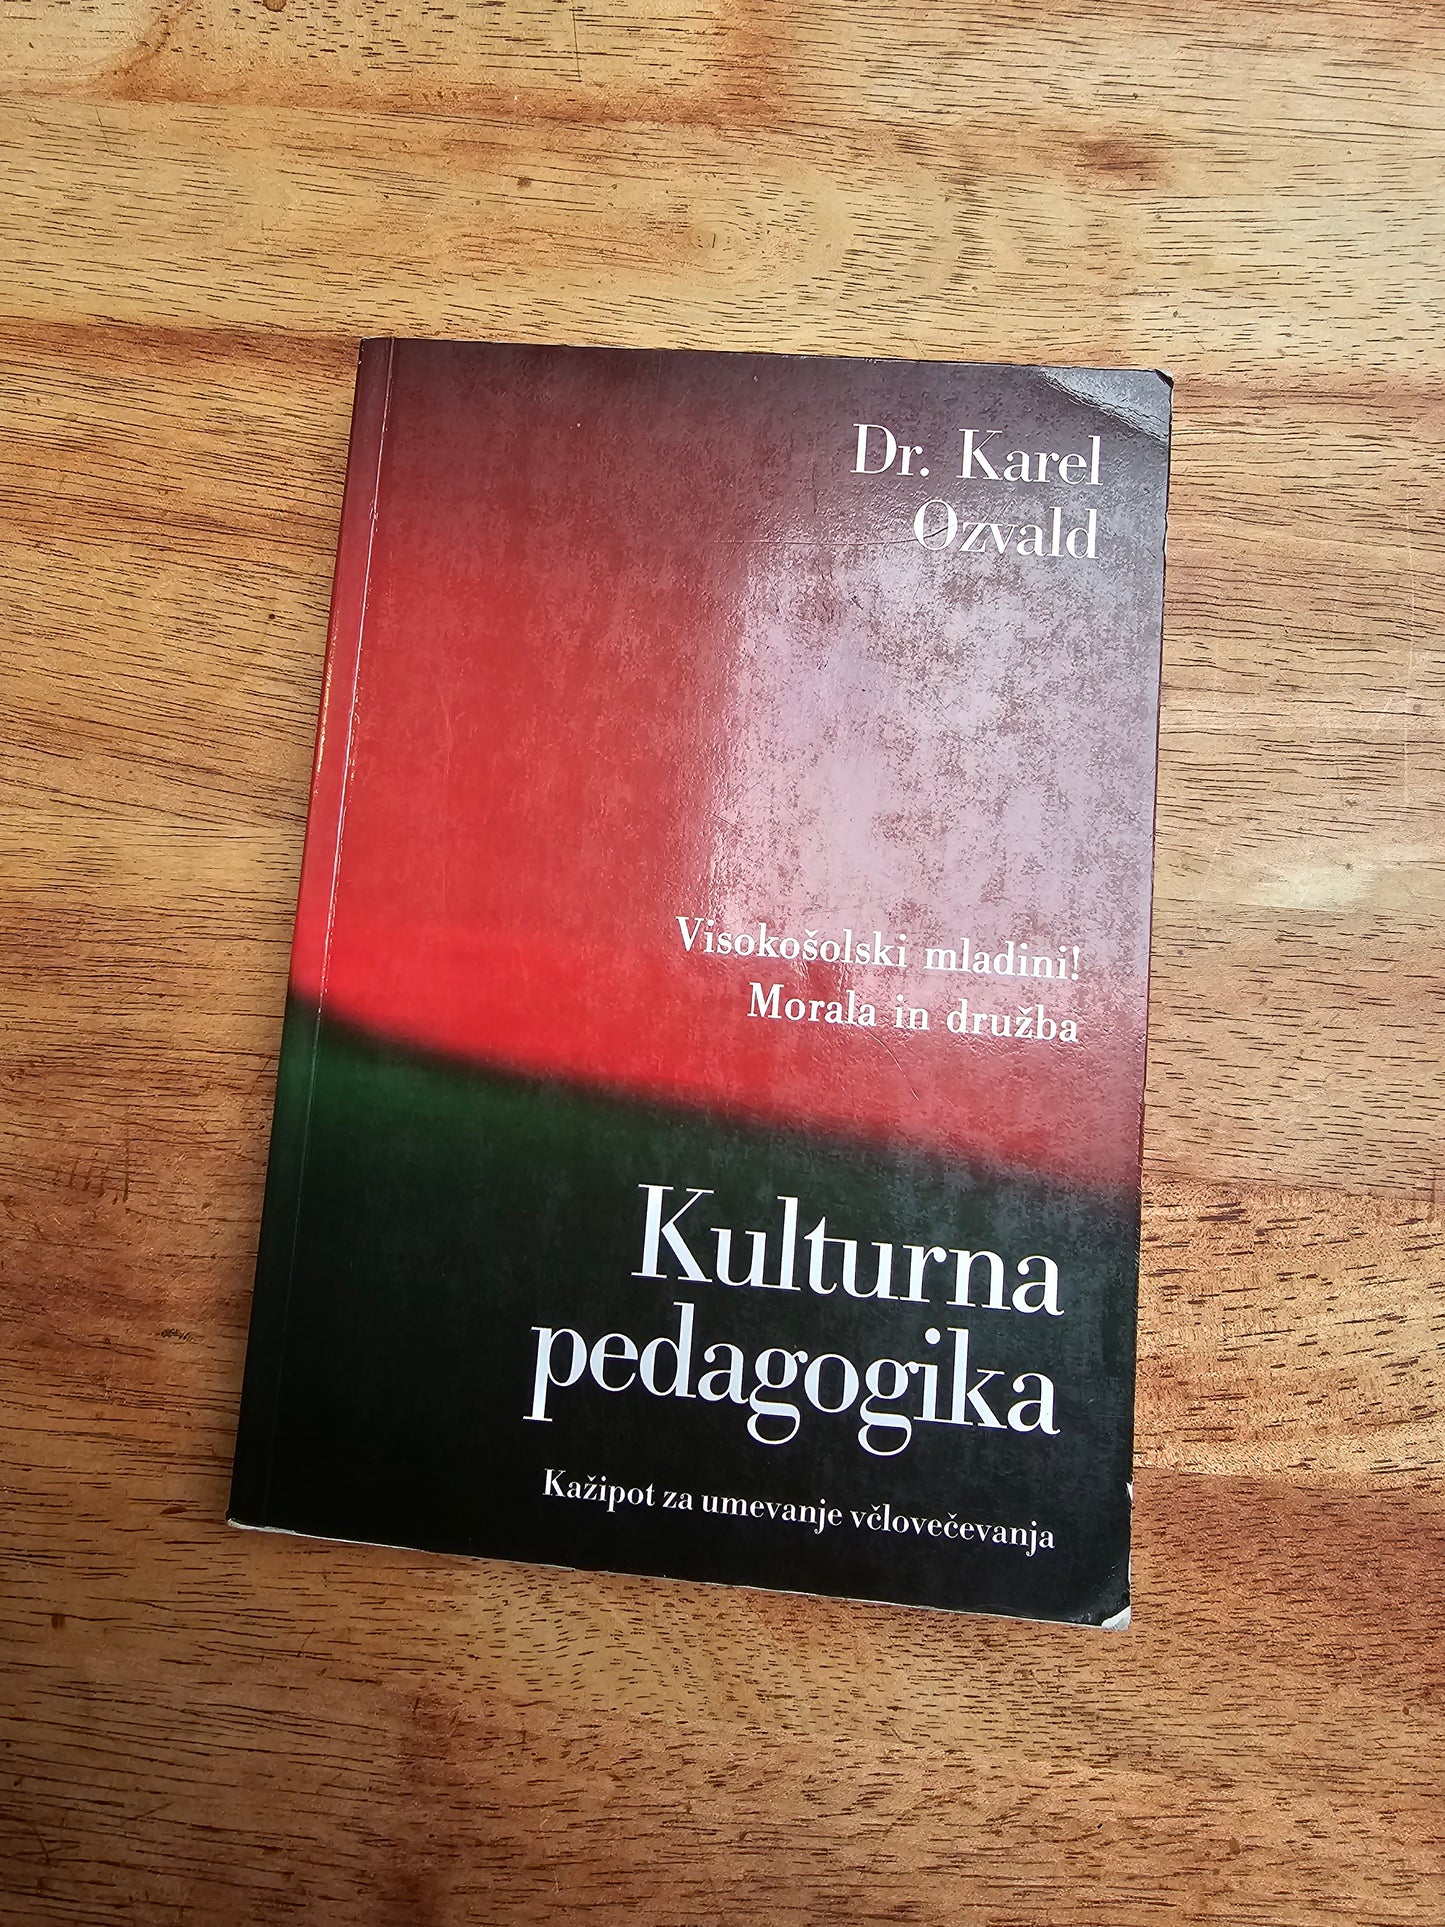 Dr. Karel
Ozvald
Visokošolski mladini!
Morala in družba
Kulturna
pedagogika
Kažipot za umevanje včlovečevanja